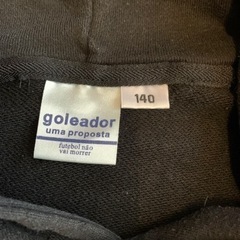 goleador
uma proposta
futebol não
vai morrer
140